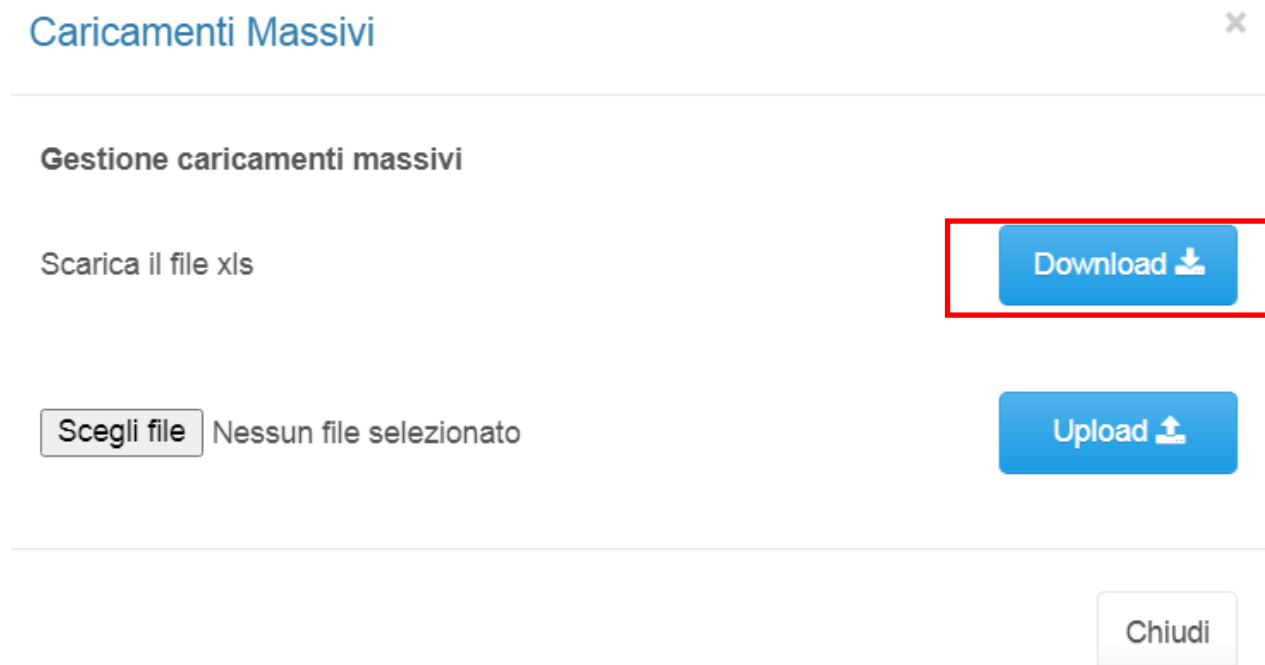 Caricamenti Massivi ×
Gestione caricamenti massivi
Scarica il file xls Download
Scegli file Nessun file selezionato Upload
Chiudi